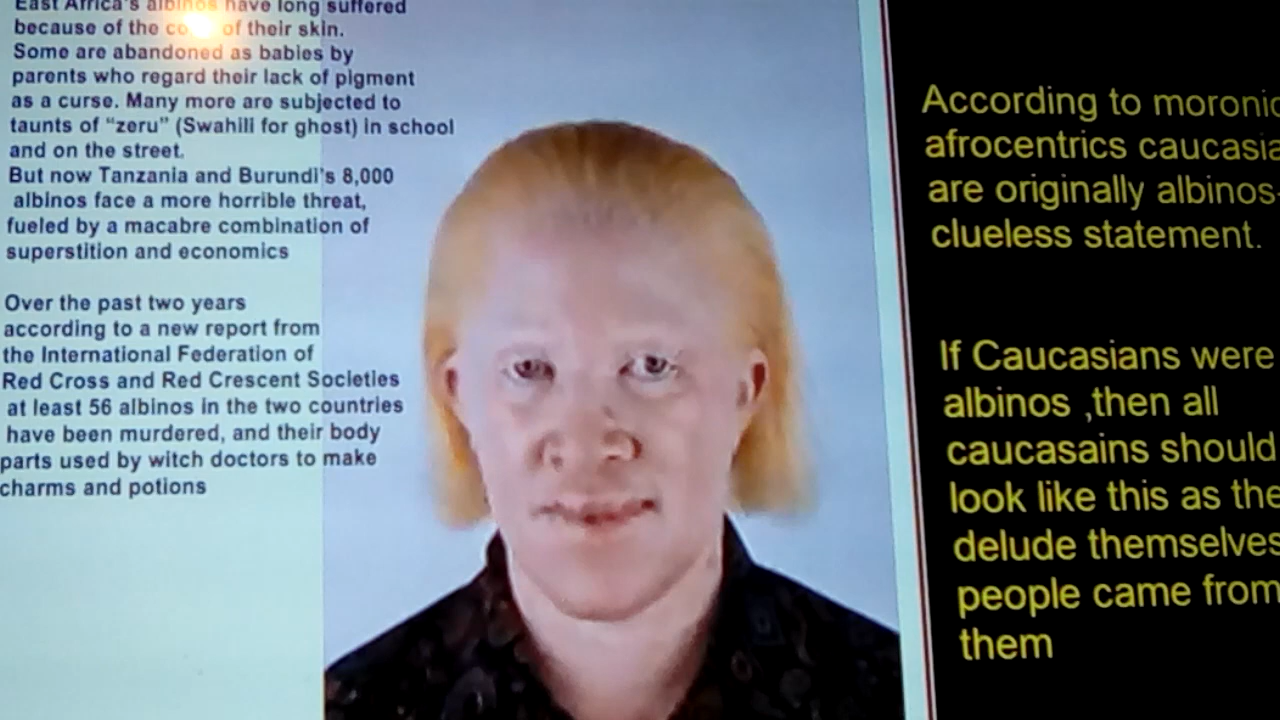 East Africa's albinos have long suffered
because of the of their skin.
Some are abandoned as babies by
parents who regard their lack of pigment
as a curse. Many more are subjected to
taunts of “zeru” (Swahili for ghost) in school
and on the street.
But now Tanzania and Burundi's 8,000
albinos face a more horrible threat,
fueled by a macabre combination of
superstition and economics
Over the past two years
according to a new report from
the International Federation of
Red Cross and Red Crescent Societies
at least 56 albinos in the two countries
have been murdered, and their body
parts used by witch doctors to make
charms and potions
According to
afrocentrics
are originally albinos-
clueless statement.
If Caucasians were
albinos ,then all
caucasains should
look like this as
delude themselves
people came from
them